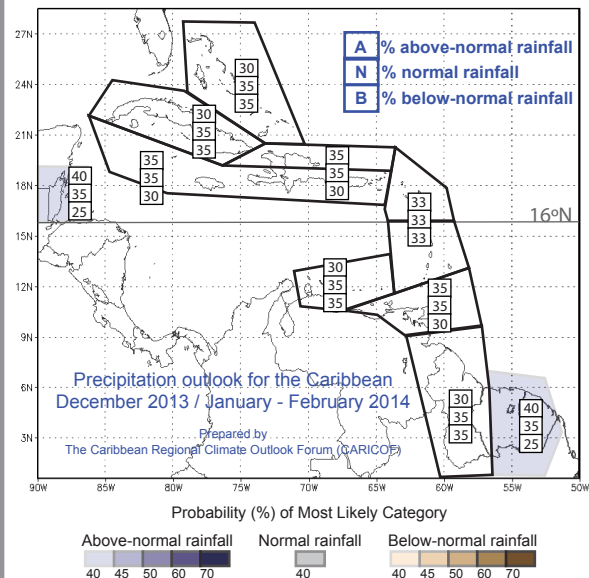 27N
24N
21N
18N
15N
12N
9N
6N
3N
A % above-normal rainfall
N % normal rainfall
B % below-normal rainfall
30
35
35
30
35
35
35
35
30
35
35
30
40
35
25
33
33
33
16ºN
30
35
35
35
35
30
30
35
35
40
35
25
Precipitation outlook for the Caribbean
December 2013 / January - February 2014
Prepared by
The Caribbean Regional Climate Outlook Forum (CARICOF)
90W 85W 80W 75W 70W 65W 60W 55W 50W
Probability (%) of Most Likely Category
Above-normal rainfall Normal rainfall Below-normal rainfall
40 45 50 60 70 40 40 45 50 60 70